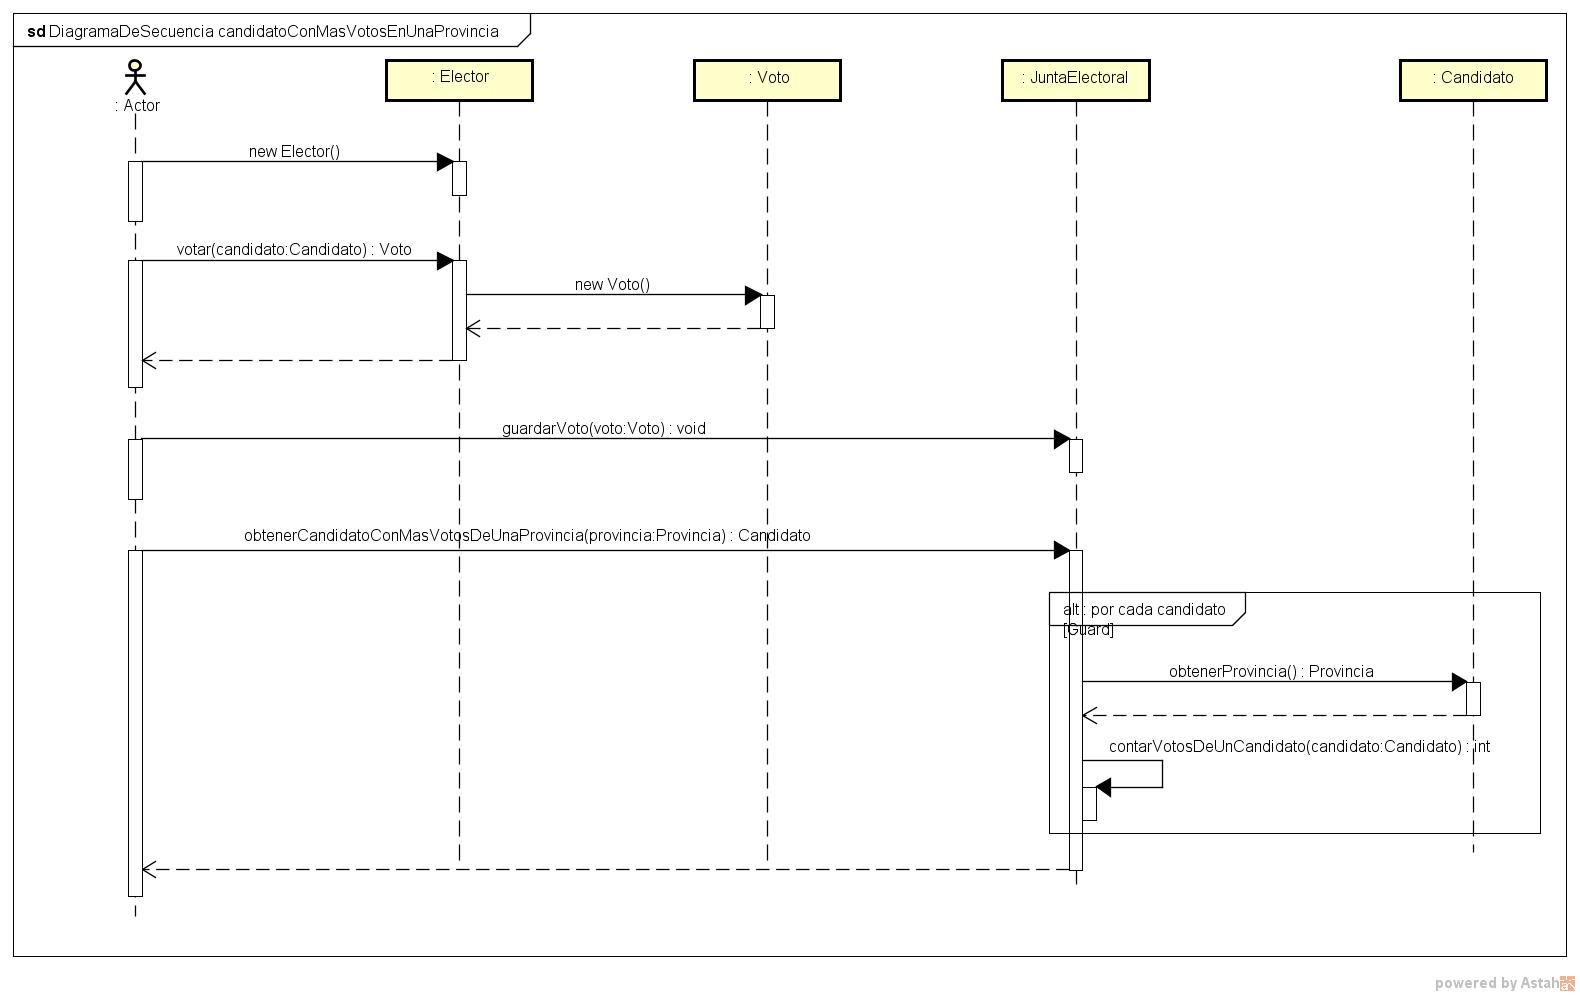 sd DiagramaDeSecuencia candidatoConMasVotosEnUnaProvincia
: Actor
: Elector
: Voto
: JuntaElectoral
: Candidato
new Elector()
votar(candidato:Candidato) : Voto
new Voto()
guardarVoto(voto:Voto) : void
obtenerCandidatoConMasVotosDeUnaProvincia(provincia:Provincia) : Candidato
alt : por cada candidato
[Guard]
obtenerProvincia() : Provincia
contarVotosDeUnCandidato(candidato:Candidato) : int
powered by Astah